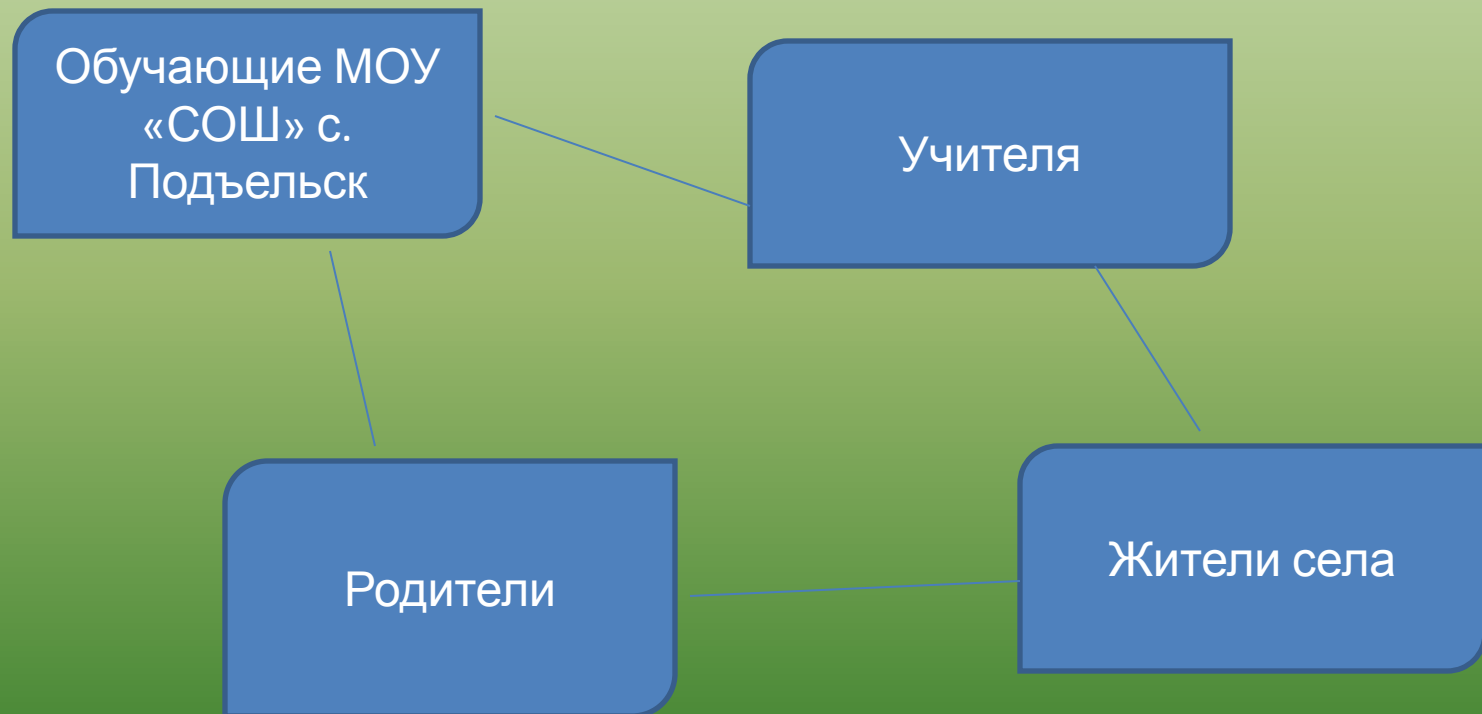 Обучающие МОУ
«СОШ» с.
Подъельск
Учителя
Родители
Жители села